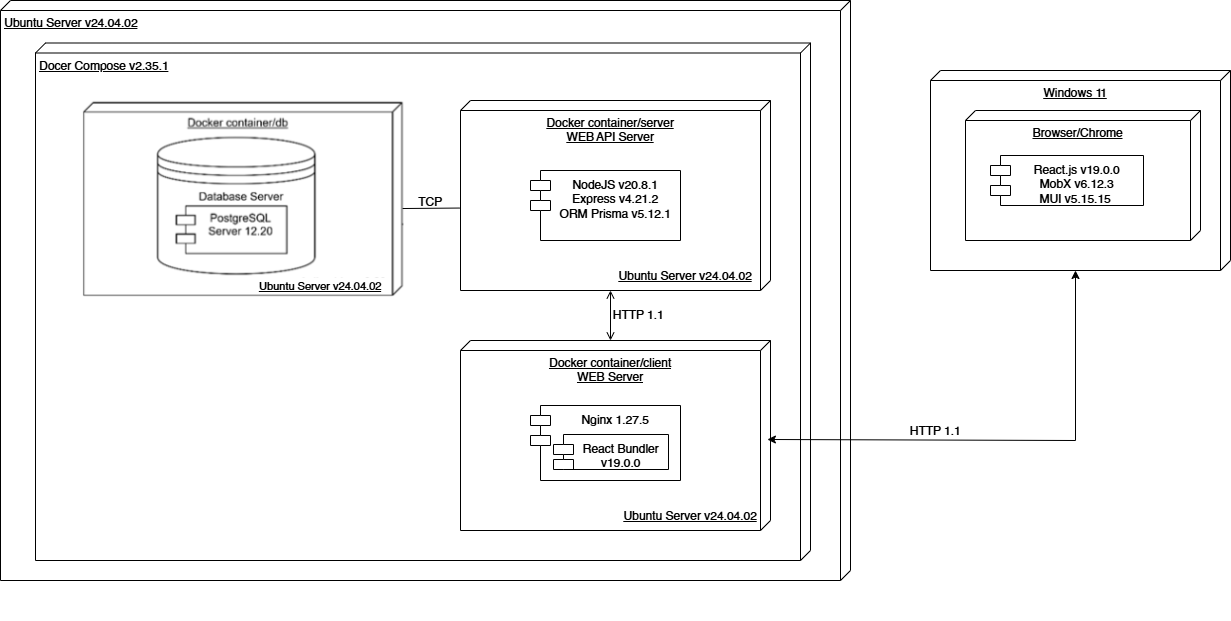 Ubuntu Server v24.04.02
Docer Compose v2.35.1
Docker container/db
Database Server
PostgreSQL
Server 12.20
Ubuntu Server v24.04.02
TCP
Docker container/server
WEB API Server
NodeJS v20.8.1
Express v4.21.2
ORM Prisma v5.12.1
Ubuntu Server v24.04.02
HTTP 1.1
Docker container/client
WEB Server
Nginx 1.27.5
React Bundler
v19.0.0
Ubuntu Server v24.04.02
HTTP 1.1
Windows 11
Browser/Chrome
React.js v19.0.0
MobX v6.12.3
MUI v5.15.15